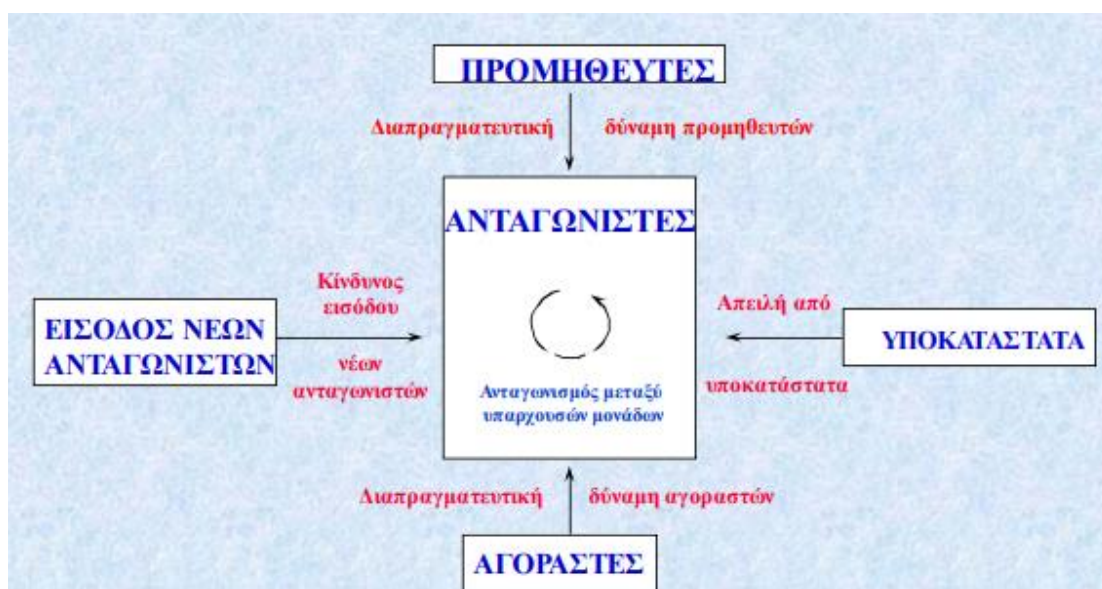 ΠΡΟΜΗΘΕΥΤΕΣ
Διαπραγματευτική δύναμη προμηθευτών
ΑΝΤΑΓΩΝΙΣΤΕΣ
Κίνδυνος
εισόδου
ΕΙΣΟΔΟΣ ΝΕΩΝ
ΑΝΤΑΓΩΝΙΣΤΩΝ
νέων
ανταγωνιστών
Απειλή από
ΥΠΟΚΑΤΑΣΤΑΤΑ
υποκατάστατα
Ανταγωνισμός μεταξύ
υπαρχουσών μονάδων
Διαπραγματευτική δύναμη αγοραστών
ΑΓΟΡΑΣΤΕΣ